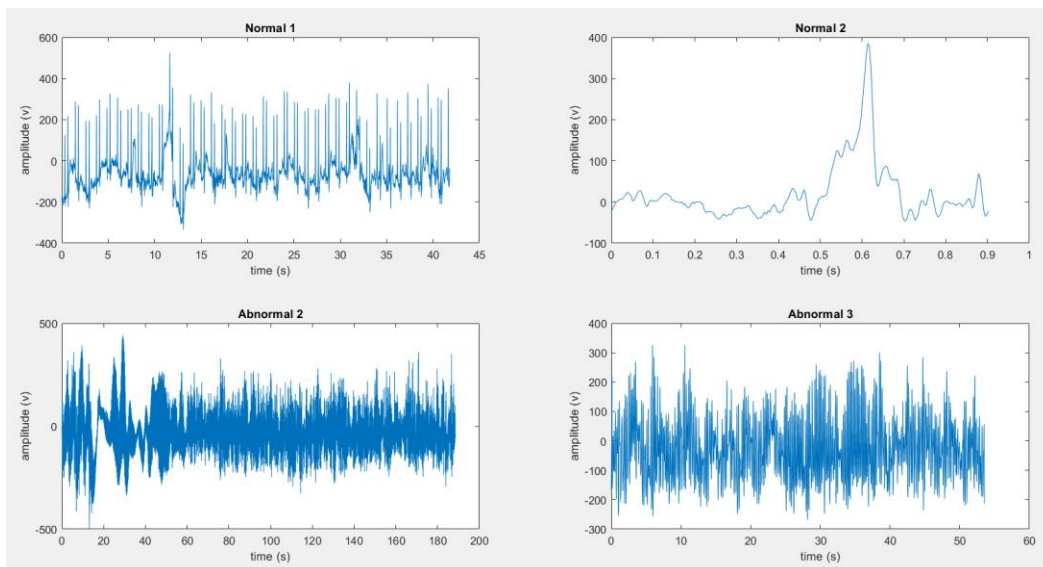 Normal 1
600
400
200
0
-200
-400
amplitude (v)
0 5 10 15 20 25 30 35 40 45
time (s)
Normal 2
400
300
200
100
0
-100
amplitude (v)
0 0.1 0.2 0.3 0.4 0.5 0.6 0.7 0.8 0.9 1
time (s)
Abnormal 2
500
0
-500
amplitude (v)
0 20 40 60 80 100 120 140 160 180 200
time (s)
Abnormal 3
400
300
200
100
0
-100
-200
-300
amplitude (v)
0 10 20 30 40 50 60
time (s)